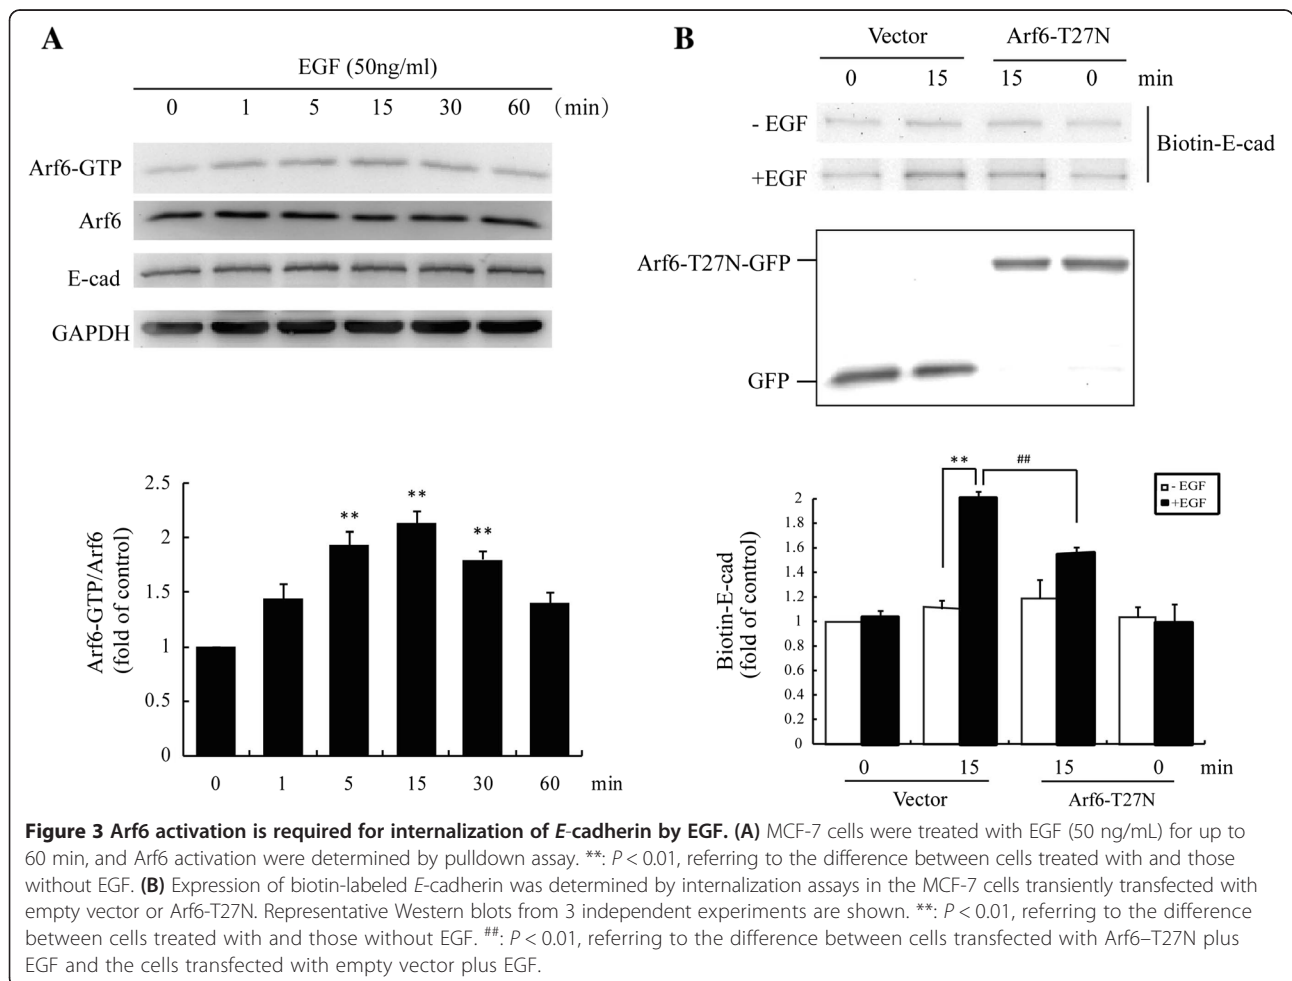 A
EGF (50ng/ml)
0 1 5 15 30 60 (min)
Arf6-GTP
Arf6
E-cad
GAPDH
2.5
2
1.5
1
0.5
0
Arf6-GTP/Arf6
(fold of control)
** ** **
0 1 5 15 30 60 min
B
Vector Arf6-T27N
0 15 15 0 min
- EGF
+EGF
Biotin-E-cad
Arf6-T27N-GFP
GFP
** ##
- EGF
+EGF
2
1.8
1.6
1.4
1.2
1
0.8
0.6
0.4
0.2
0
Biotin-E-cad
(fold of control)
0 15 15 0 min
Vector Arf6-T27N
Figure 3 Arf6 activation is required for internalization of E-cadherin by EGF. (A) MCF-7 cells were treated with EGF (50 ng/mL) for up to
60 min, and Arf6 activation were determined by pulldown assay. **: P < 0.01, referring to the difference between cells treated with and those
without EGF. (B) Expression of biotin-labeled E-cadherin was determined by internalization assays in the MCF-7 cells transiently transfected with
empty vector or Arf6-T27N. Representative Western blots from 3 independent experiments are shown. **: P < 0.01, referring to the difference
between cells treated with and those without EGF. ##: P < 0.01, referring to the difference between cells transfected with Arf6–T27N plus
EGF and the cells transfected with empty vector plus EGF.